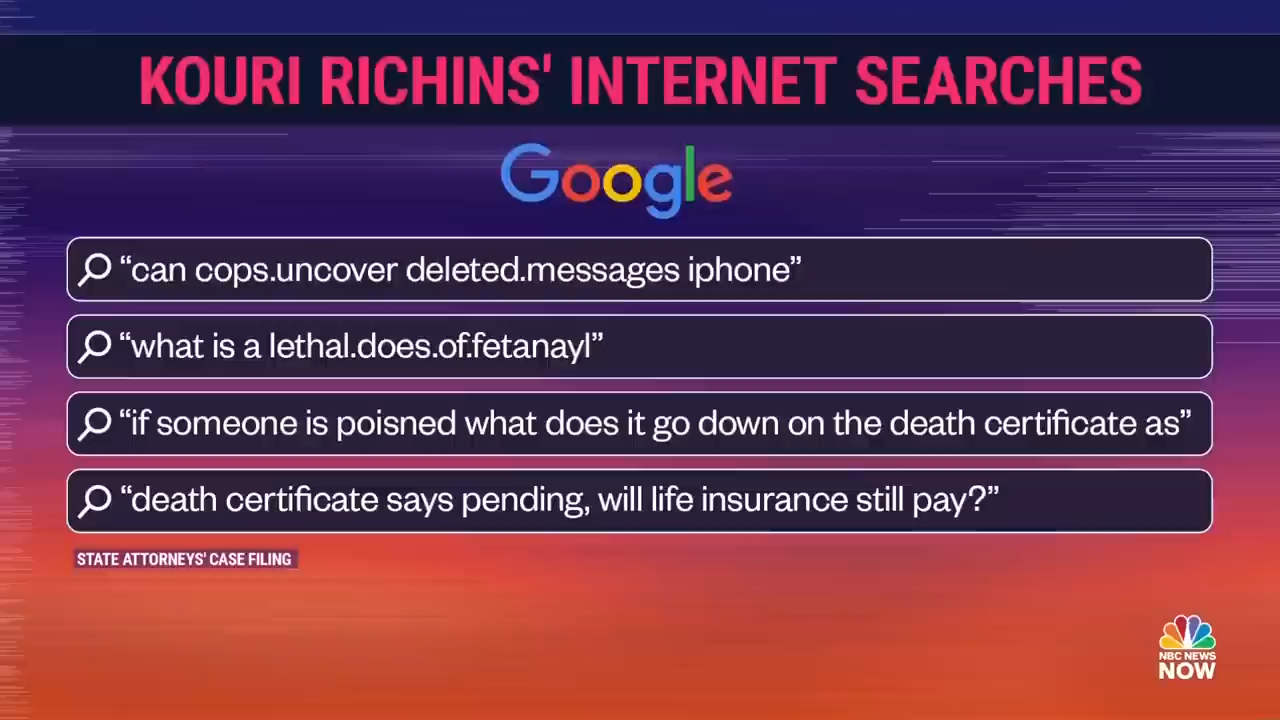 KOURI RICHINS' INTERNET SEARCHES
Google
“can cops.uncover deleted.messages iphone”
“what is a lethal.does.of.fetanayl”
“if someone is poisned what does it go down on the death certificate as”
“death certificate says pending, will life insurance still pay?”
STATE ATTORNEYS' CASE FILING
NBC NEWS
NOW